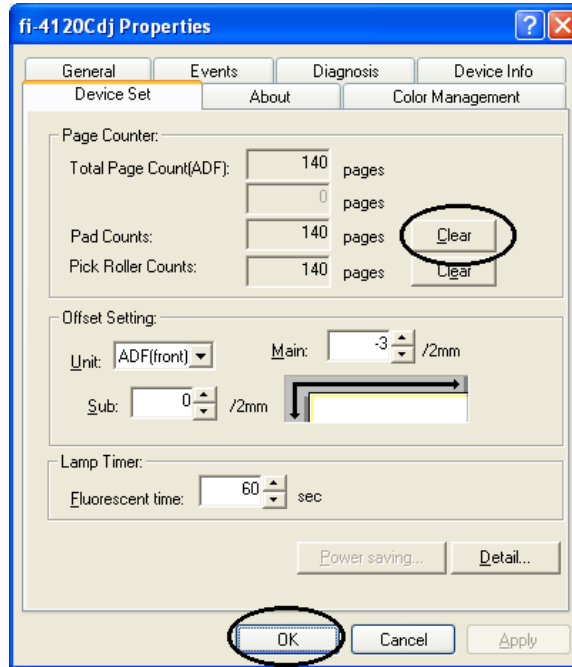 fi-4120Cdj Properties
General Events Diagnosis Device Info
Device Set About Color Management
Page Counter:
Total Page Count(ADF): 140 pages
0 pages
Pad Counts: 140 pages Clear
Pick Roller Counts: 140 pages Clear
Offset Setting:
Unit: ADF(front) Main: -3 /2mm
Sub: 0 /2mm
Lamp Timer:
Fluorescent time: 60 sec
Power saving... Detail...
OK Cancel Apply